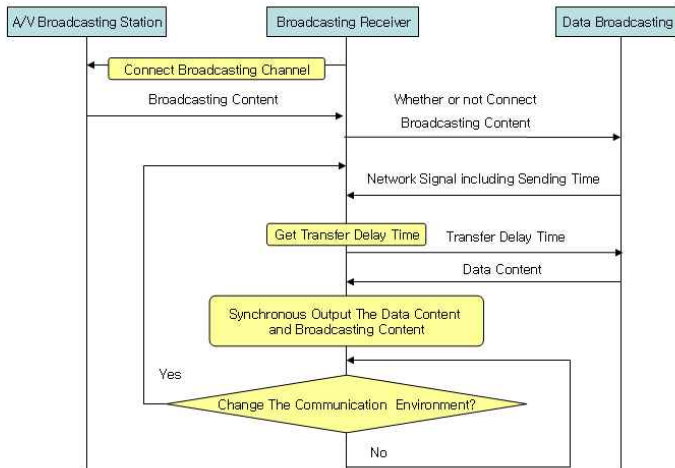 A/V Broadcasting Station
Broadcasting Receiver
Data Broadcasting
Connect Broadcasting Channel
Broadcasting Content
Whether or not Connect
Broadcasting Content
Network Signal including Sending Time
Get Transfer Delay Time
Transfer Delay Time
Data Content
Synchronous Output The Data Content
and Broadcasting Content
Yes
Change The Communication Environment?
No